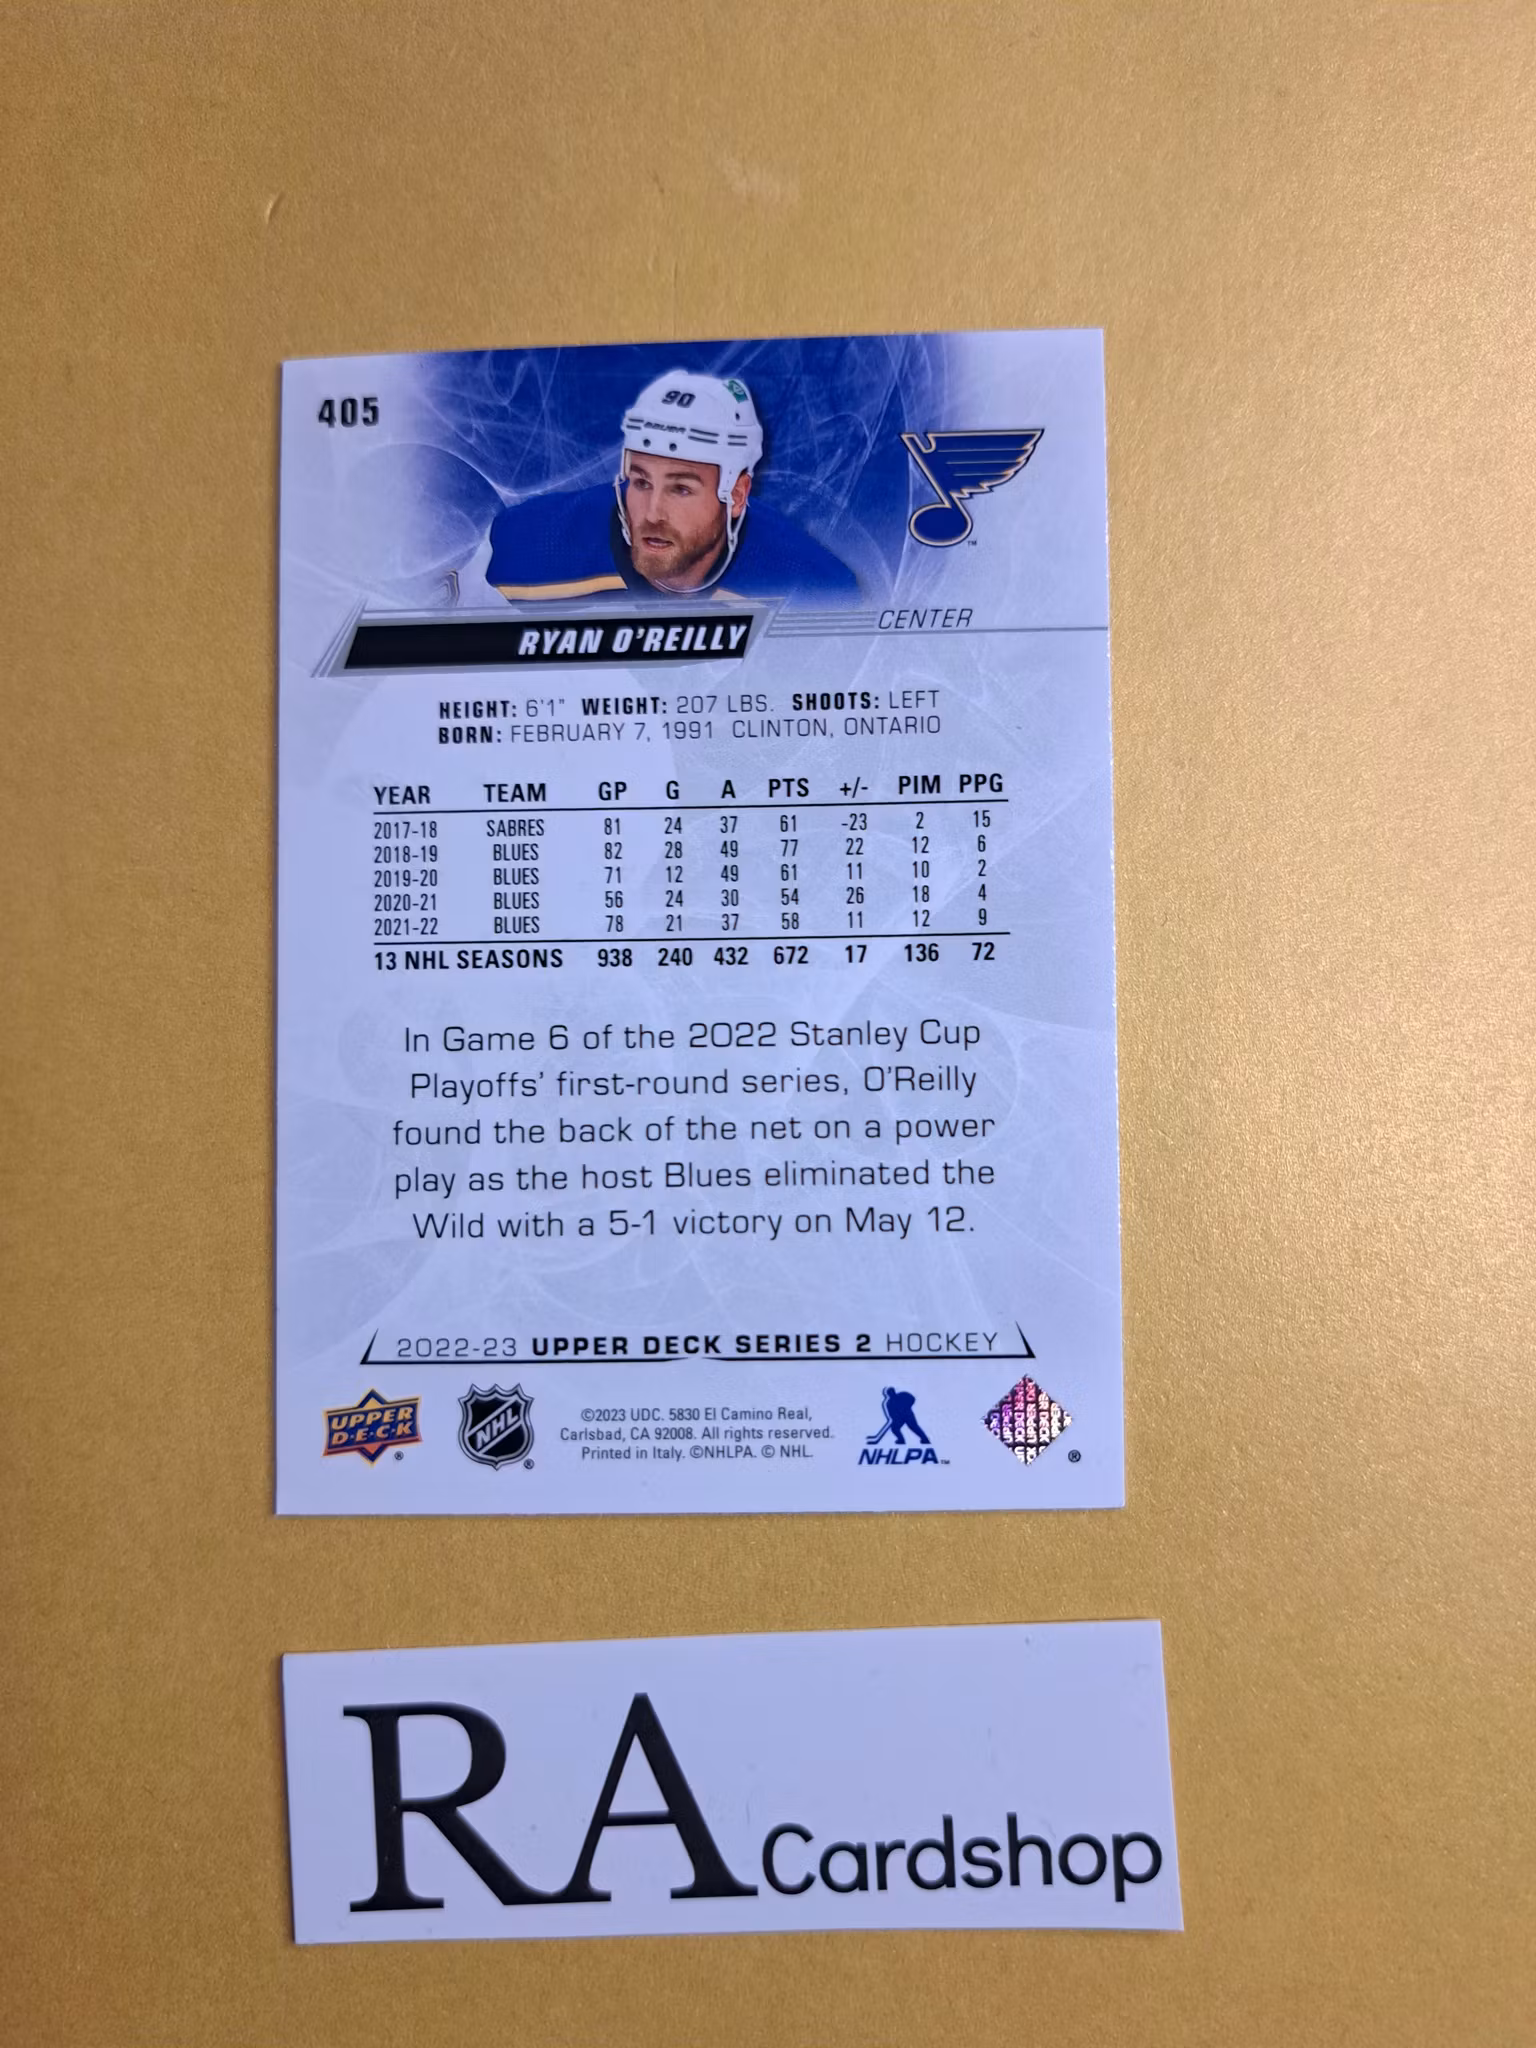 405
90
BAUER
RYAN O'REILLY
CENTER
HEIGHT: 6'1" WEIGHT: 207 LBS. SHOOTS: LEFT
BORN: FEBRUARY 7, 1991 CLINTON, ONTARIO
YEAR TEAM GP G A PTS +/- PIM PPG
2017-18 SABRES 81 24 37 61 -23 2 15
2018-19 BLUES 82 28 49 77 22 12 6
2019-20 BLUES 71 12 49 61 11 10 2
2020-21 BLUES 56 24 30 54 26 18 4
2021-22 BLUES 78 21 37 58 11 12 9
13 NHL SEASONS 938 240 432 672 17 136 72
In Game 6 of the 2022 Stanley Cup
Playoffs' first-round series, O'Reilly
found the back of the net on a power
play as the host Blues eliminated the
Wild with a 5-1 victory on May 12.
2022-23 UPPER DECK SERIES 2 HOCKEY
UPPER
D·E·C·K
NHL
©2023 UDC. 5830 El Camino Real,
Carlsbad, CA 92008. All rights reserved.
Printed in Italy. ©NHLPA. © NHL.
NHLPA
RA Cardshop